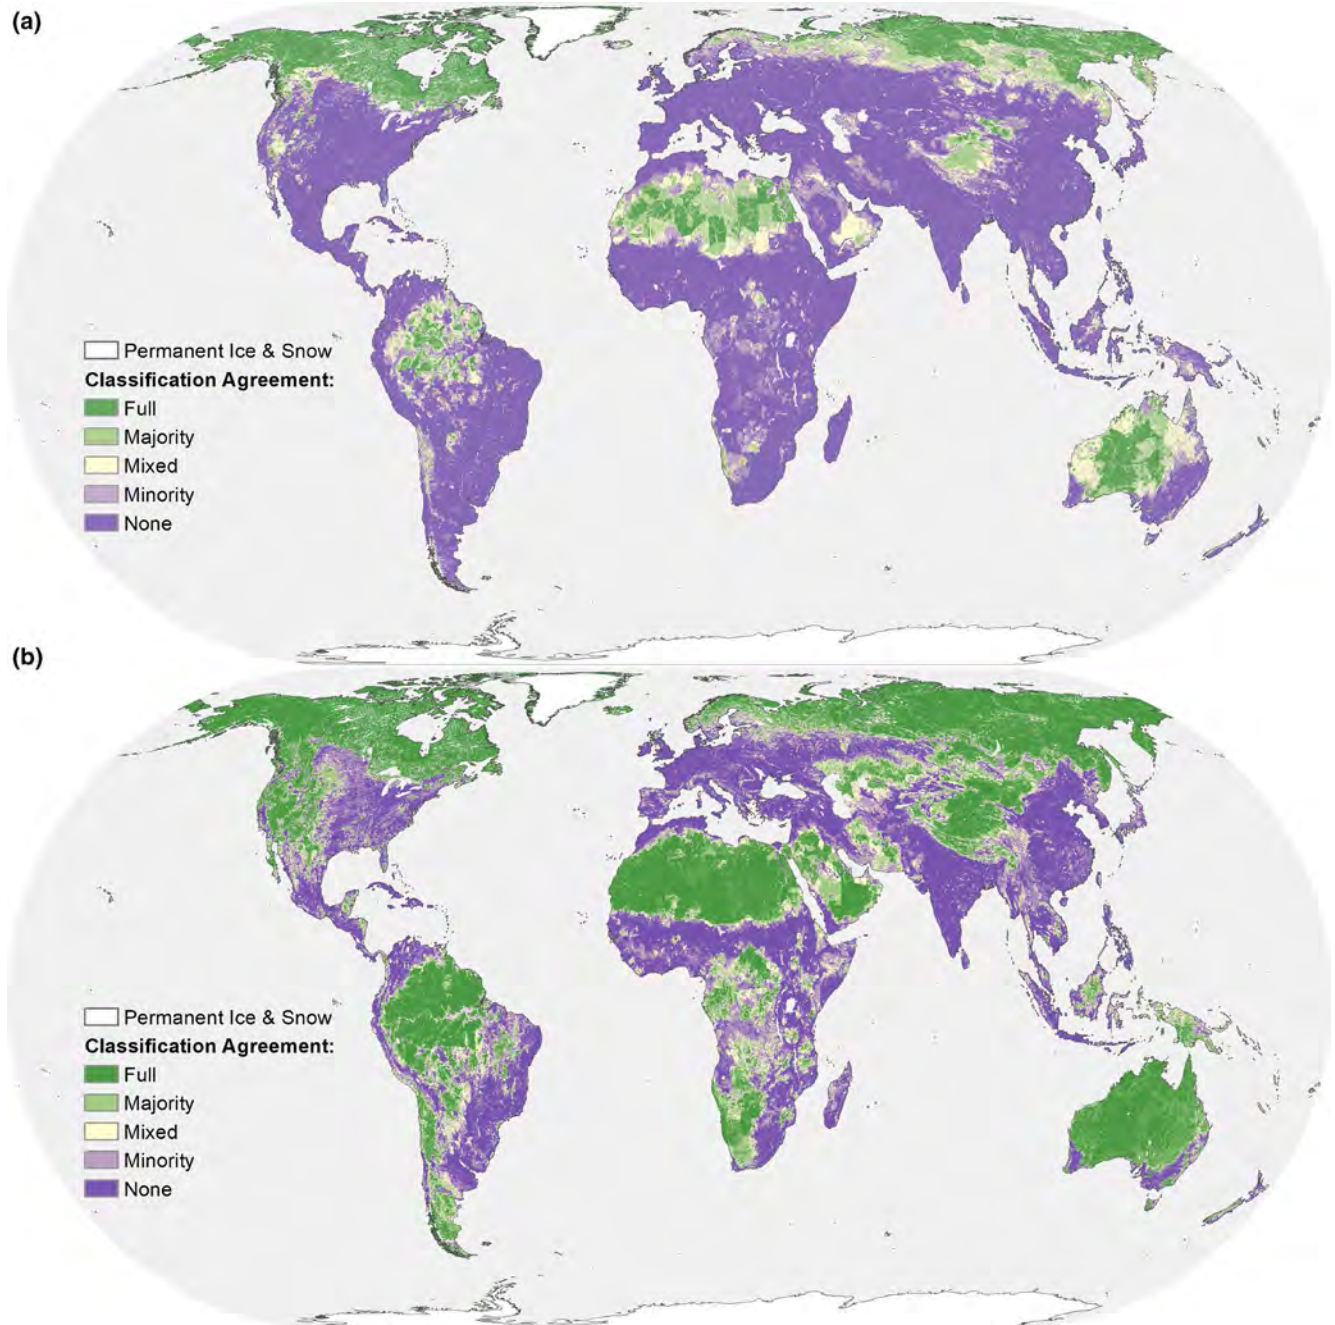 (a)
Permanent Ice & Snow
Classification Agreement:
Full
Majority
Mixed
Minority
None
(b)
Permanent Ice & Snow
Classification Agreement:
Full
Majority
Mixed
Minority
None